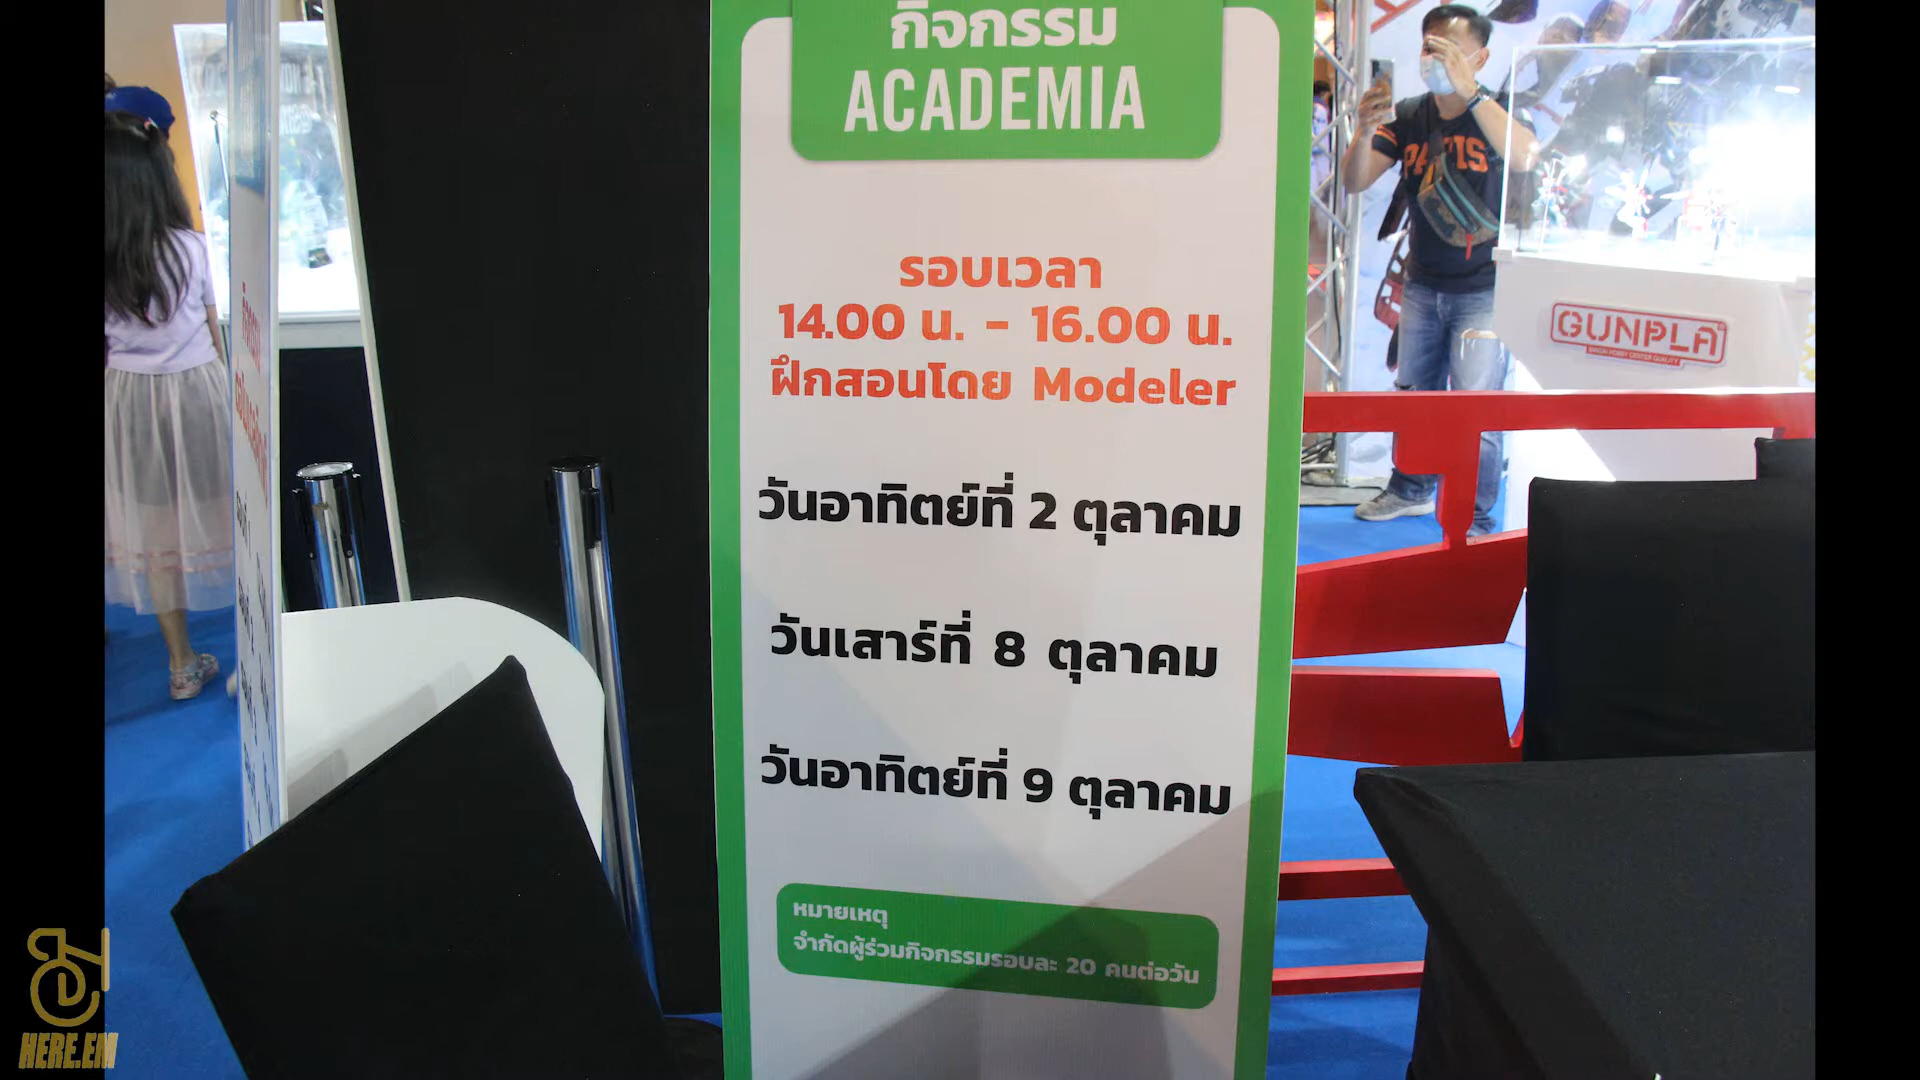 กิจกรรม
ACADEMIA
รอบเวลา
14.00 น. - 16.00 น.
ฝึกสอนโดย Modeler
วันอาทิตย์ที่ 2 ตุลาคม
วันเสาร์ที่ 8 ตุลาคม
วันอาทิตย์ที่ 9 ตุลาคม
หมายเหตุ
จำกัดผู้ร่วมกิจกรรมรอบละ 20 คนต่อวัน
GUNPLA
BANDAI HOBBY CENTER QUALITY
HERE.EM